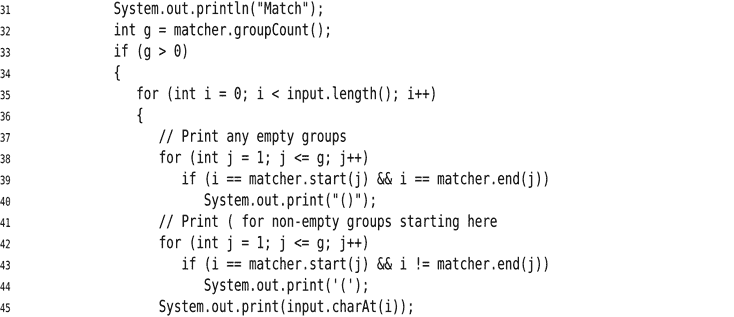 31 System.out.println("Match");
32 int g = matcher.groupCount();
33 if (g > 0)
34 {
35 for (int i = 0; i < input.length(); i++)
36 {
37 // Print any empty groups
38 for (int j = 1; j <= g; j++)
39 if (i == matcher.start(j) && i == matcher.end(j))
40 System.out.print("()");
41 // Print ( for non-empty groups starting here
42 for (int j = 1; j <= g; j++)
43 if (i == matcher.start(j) && i != matcher.end(j))
44 System.out.print('(');
45 System.out.print(input.charAt(i));